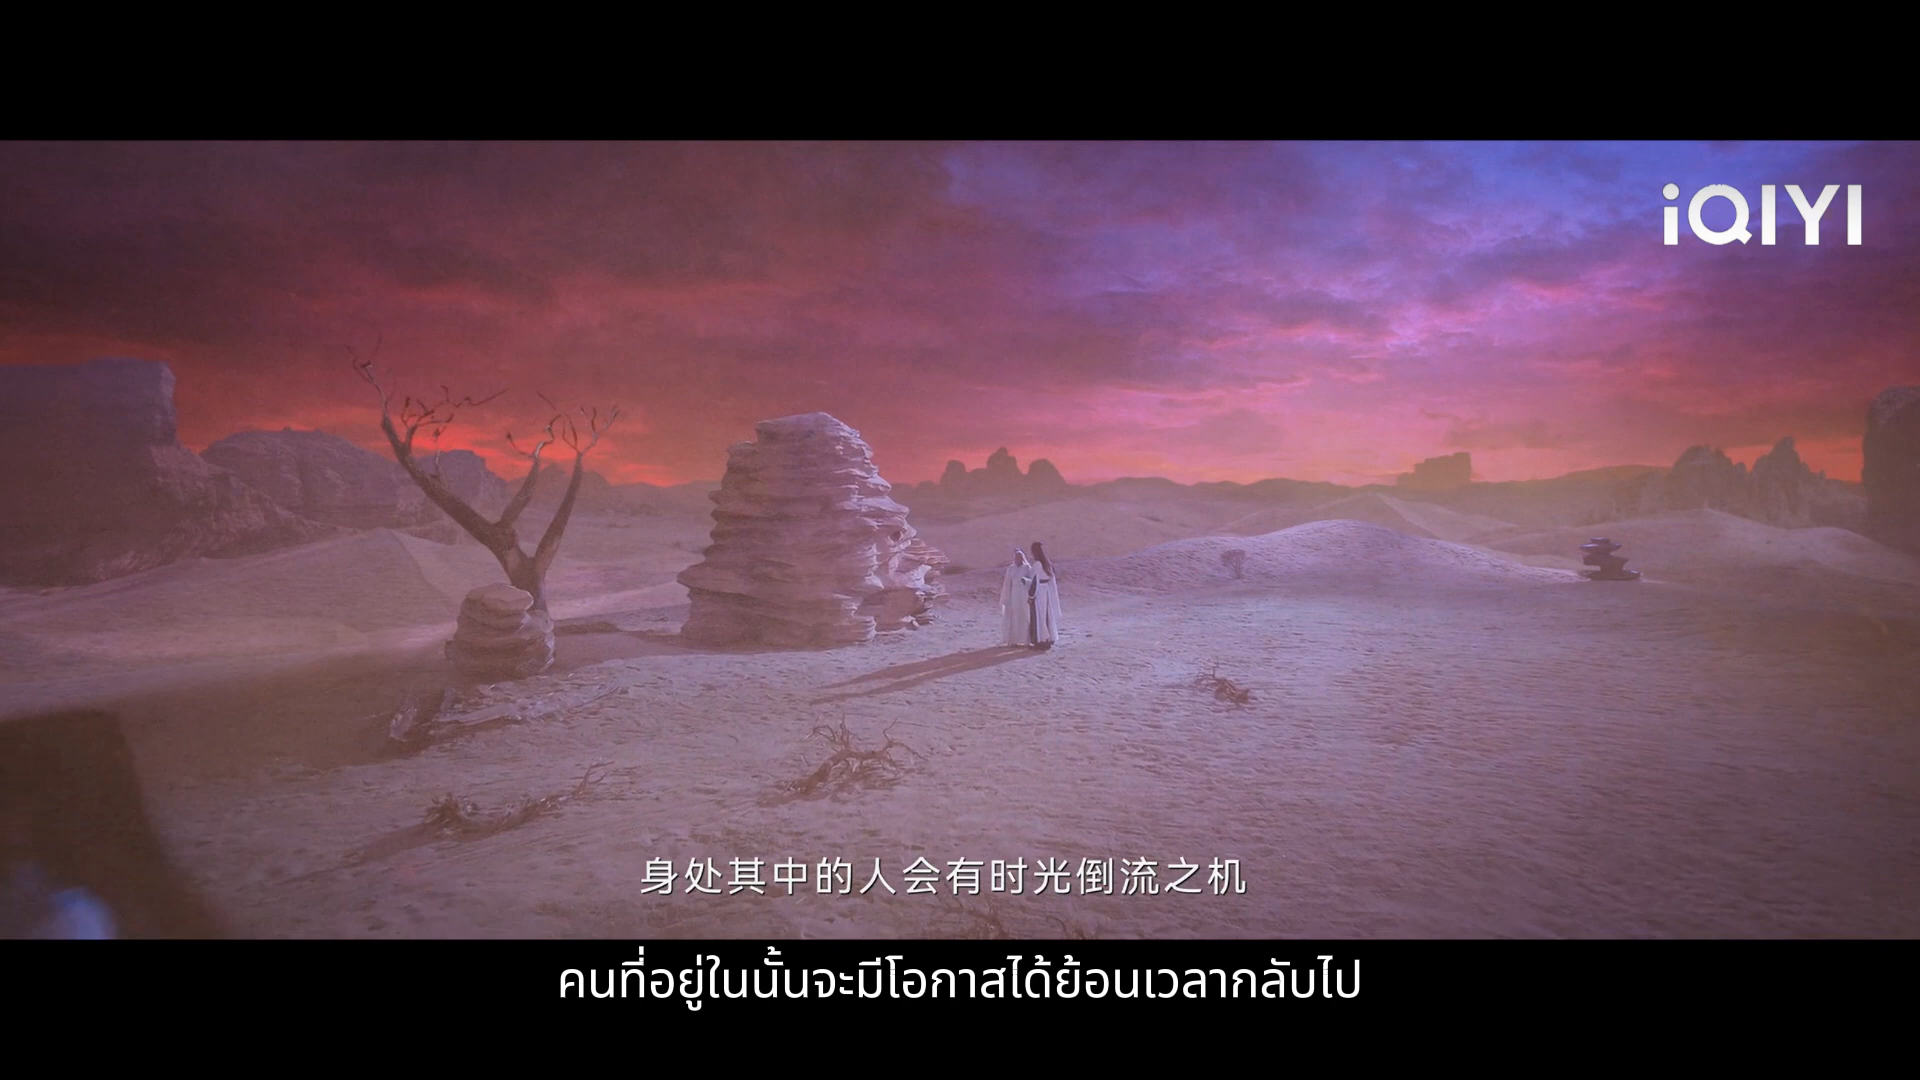 iQIYI
身处其中的人会有时光倒流之机
คนที่อยู่ในนั้นจะมีโอกาสได้ย้อนเวลากลับไป